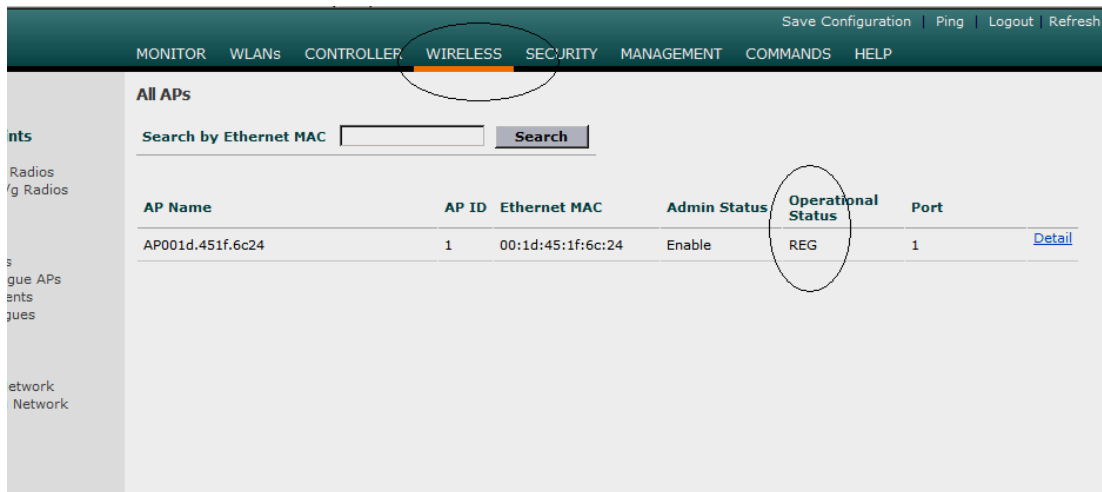 Save Configuration | Ping | Logout | Refresh
MONITOR WLANs CONTROLLER WIRELESS SECURITY MANAGEMENT COMMANDS HELP
All APs
Search by Ethernet MAC Search
nts
Radios
/g Radios
AP Name AP ID Ethernet MAC Admin Status Operational Status Port
AP001d.451f.6c24 1 00:1d:45:1f:6c:24 Enable REG 1 Detail
s
gue APs
ents
gues
etwork
Network